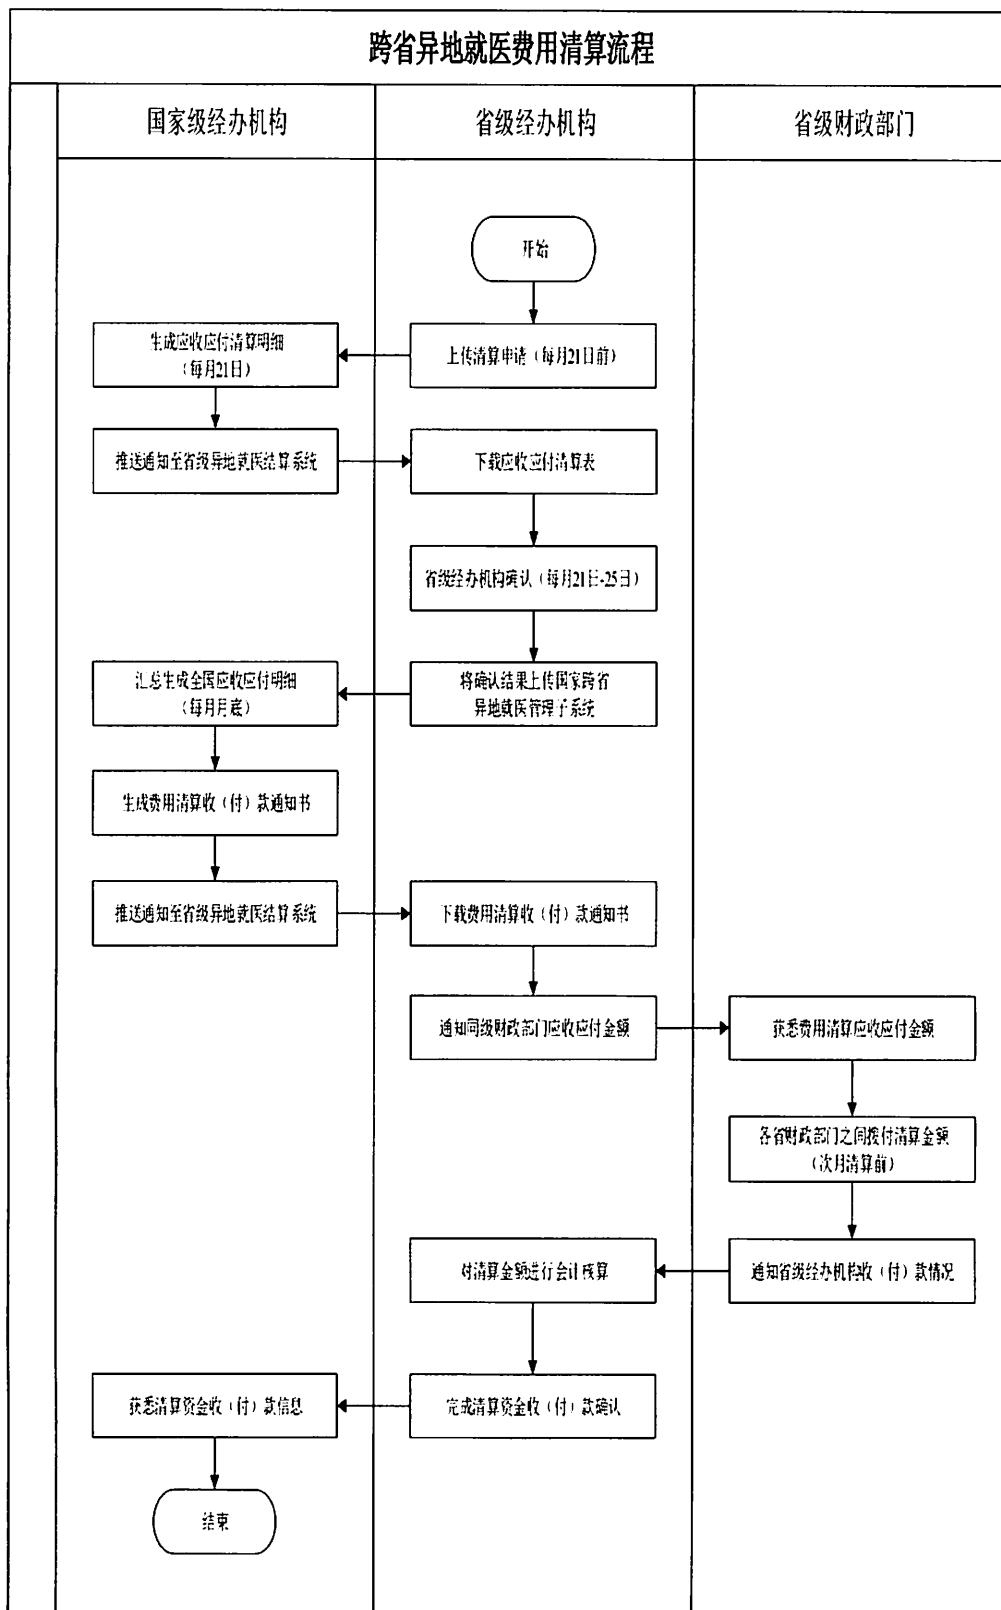 跨省异地就医费用清算流程
国家级经办机构
省级经办机构
省级财政部门
开始
生成应收应付清算明细
（每月21日）
上传清算申请（每月21日前）
推送通知至省级异地就医结算系统
下载应收应付清算表
省级经办机构确认（每月21日-25日）
汇总生成全国应收应付明细
（每月月底）
将确认结果上传国家跨省
异地就医管理子系统
生成费用清算收（付）款通知书
推送通知至省级异地就医结算系统
下载费用清算收（付）款通知书
通知同级财政部门应收应付金额
获悉费用清算应收应付金额
各省财政部门之间拨付清算金额
（次月清算前）
对清算金额进行会计核算
通知省级经办机构收（付）款情况
获悉清算资金收（付）款信息
完成清算资金收（付）款确认
结束